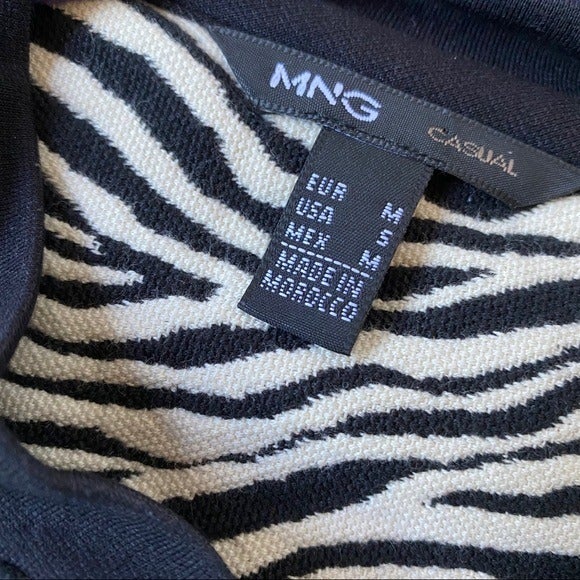 MNG
CASUAL
EUR M
USA S
MEX M
MADE IN
MOROCCO